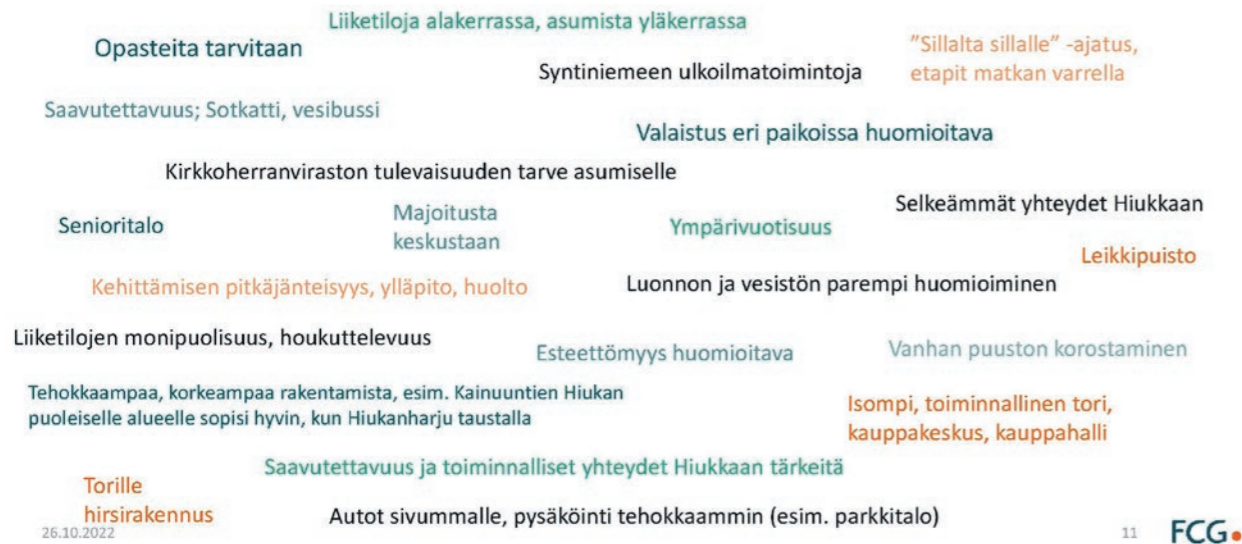 Liiketiloja alakerrassa, asumista yläkerrassa
Opasteita tarvitaan
”Sillalta sillalle” -ajatus,
etapit matkan varrella
Syntiniemeen ulkoilmatoimintoja
Saavutettavuus; Sotkatti, vesibussi
Valaistus eri paikoissa huomioitava
Kirkkoherranviraston tulevaisuuden tarve asumiselle
Selkeämmät yhteydet Hiukkaan
Senioritalo
Majoitusta
keskustaan
Ympärivuotisuus
Leikkipuisto
Kehittämisen pitkäjänteisyys, ylläpito, huolto
Luonnon ja vesistön parempi huomioiminen
Liiketilojen monipuolisuus, houkuttelevuus
Esteettömyys huomioitava
Vanhan puuston korostaminen
Tehokkaampaa, korkeampaa rakentamista, esim. Kainuuntien Hiukan
puoleiselle alueelle sopisi hyvin, kun Hiukanharju taustalla
Isompi, toiminnallinen tori,
kauppakeskus, kauppahalli
Saavutettavuus ja toiminnalliset yhteydet Hiukkaan tärkeitä
Torille
hirsirakennus
Autot sivummalle, pysäköinti tehokkaammin (esim. parkkitalo)
26.10.2022
11
FCG